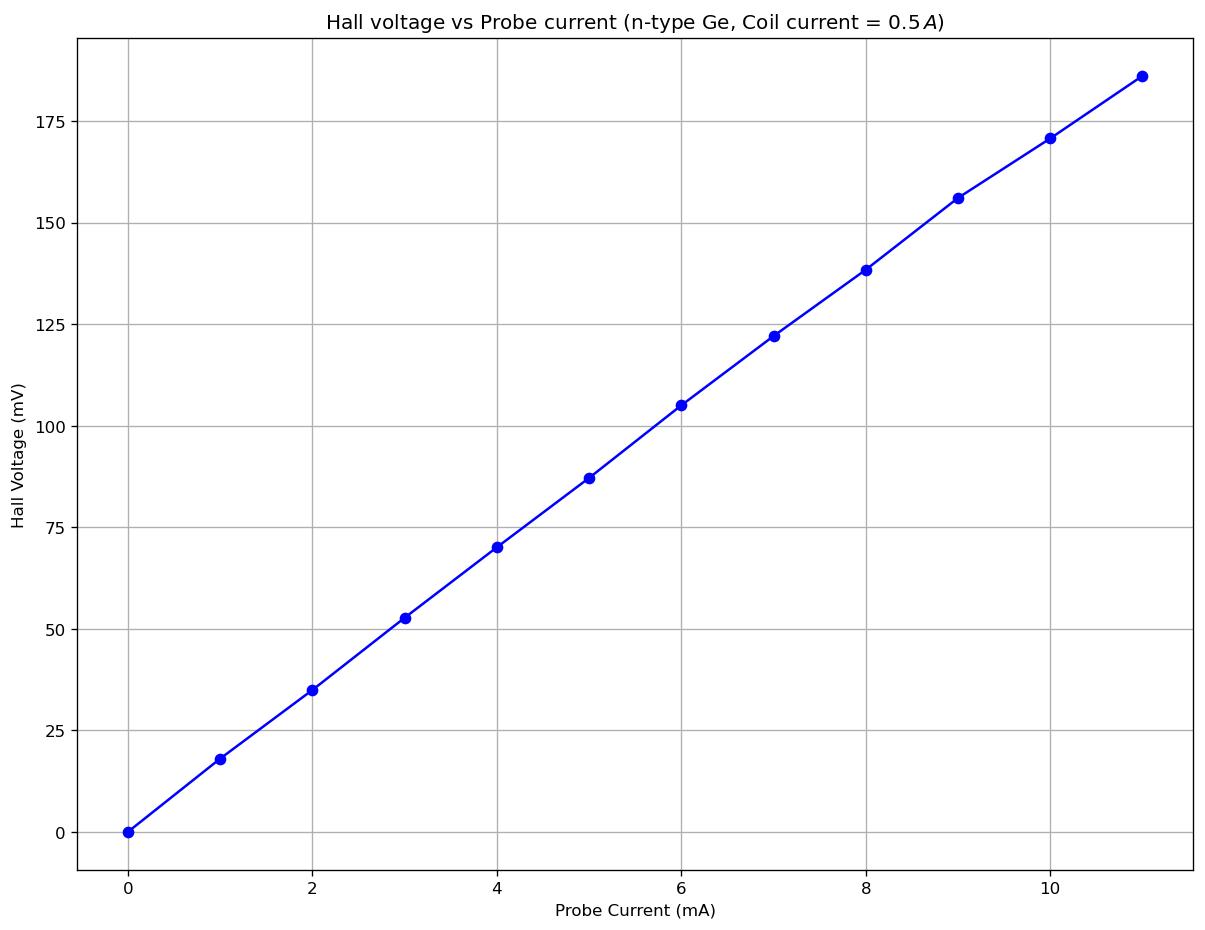 Hall voltage vs Probe current (n-type Ge, Coil current = 0.5 A)
175
150
125
100
75
50
25
0
Hall Voltage (mV)
0 2 4 6 8 10
Probe Current (mA)